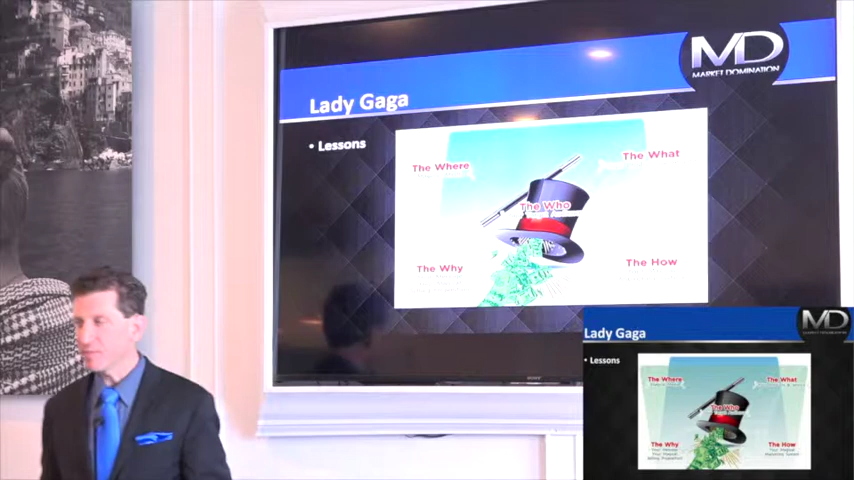 MD
MARKET DOMINATION
Lady Gaga
• Lessons
The Where
The What
The Who
The Why
The How
MD
Lady Gaga
• Lessons
The Where
The What
The Who
The Why
The How